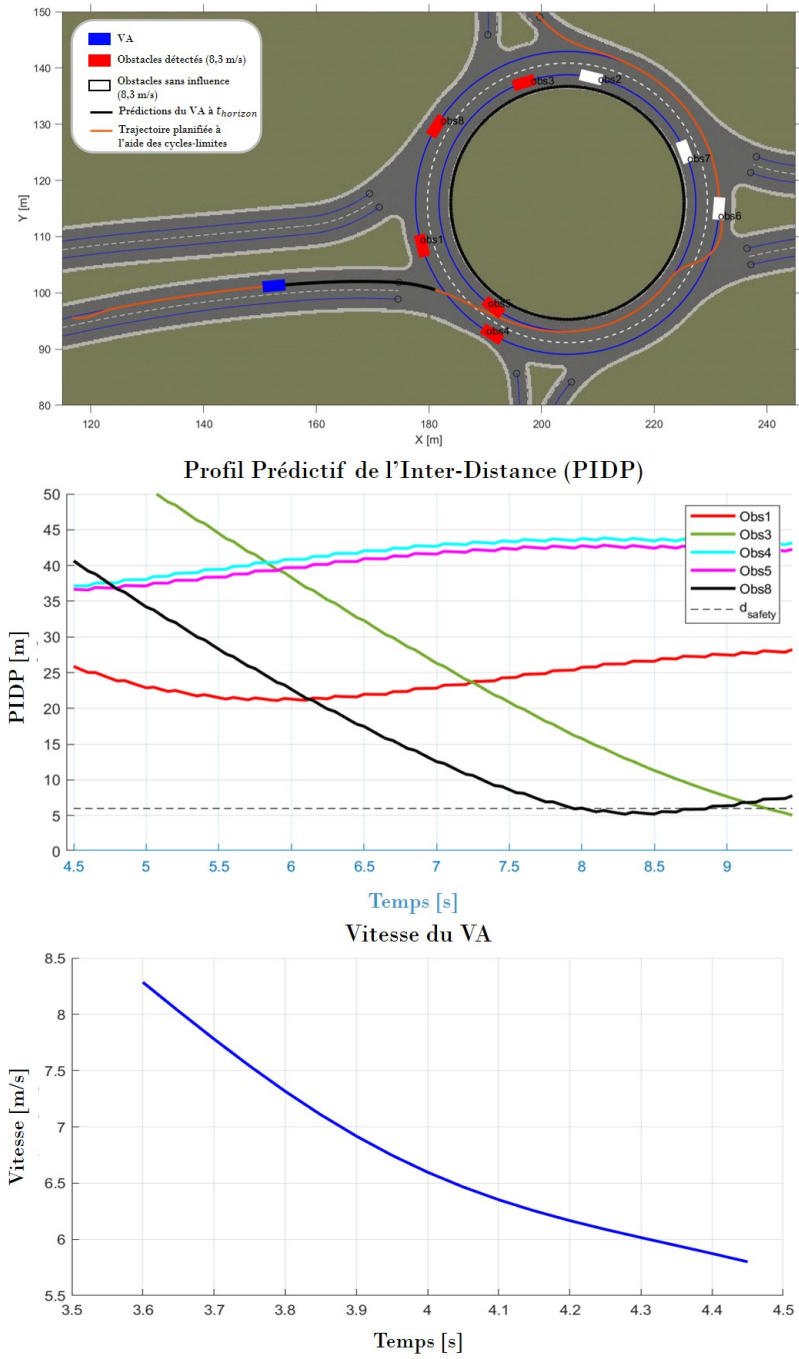 150
140
130
120
110
100
90
80
Y [m]
VA
Obstacles détectés (8,3 m/s)
Obstacles sans influence
(8,3 m/s)
Prédictions du VA à t_horizon
Trajectoire planifiée à
l'aide des cycles-limites
obs3
obs2
obs8
obs7
obs6
obs1
obs5
obs4
120
140
160
180
200
220
240
X [m]
Profil Prédictif de l'Inter-Distance (PIDP)
50
45
40
35
30
25
20
15
10
5
0
PIDP [m]
Obs1
Obs3
Obs4
Obs5
Obs8
d_safety
4.5
5
5.5
6
6.5
7
7.5
8
8.5
9
Temps [s]
Vitesse du VA
8.5
8
7.5
7
6.5
6
5.5
Vitesse [m/s]
3.5
3.6
3.7
3.8
3.9
4
4.1
4.2
4.3
4.4
4.5
Temps [s]